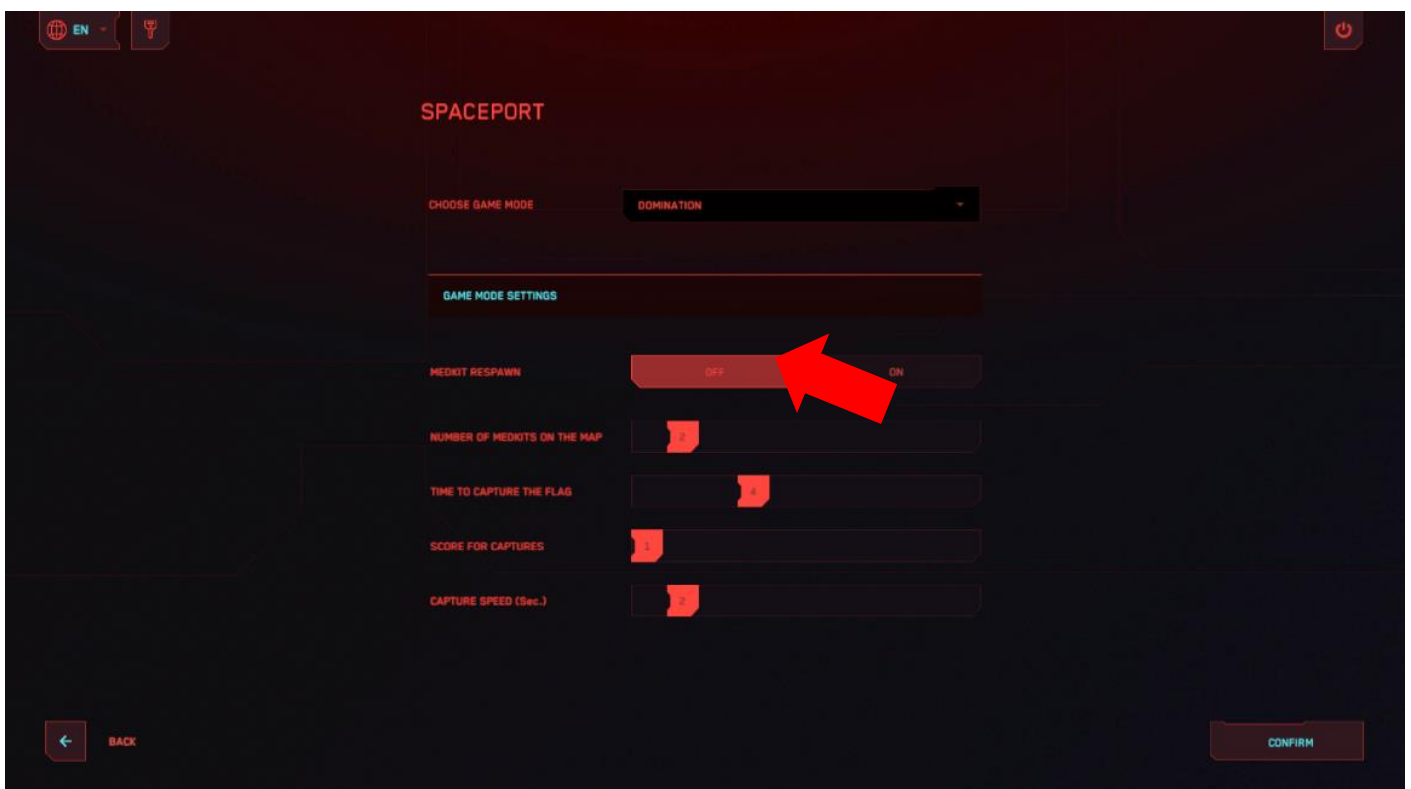 EN
SPACEPORT
CHOOSE GAME MODE DOMINATION
GAME MODE SETTINGS
MEDKIT RESPAWN OFF ON
NUMBER OF MEDKITS ON THE MAP 2
TIME TO CAPTURE THE FLAG 4
SCORE FOR CAPTURES 1
CAPTURE SPEED (Sec.) 2
BACK CONFIRM